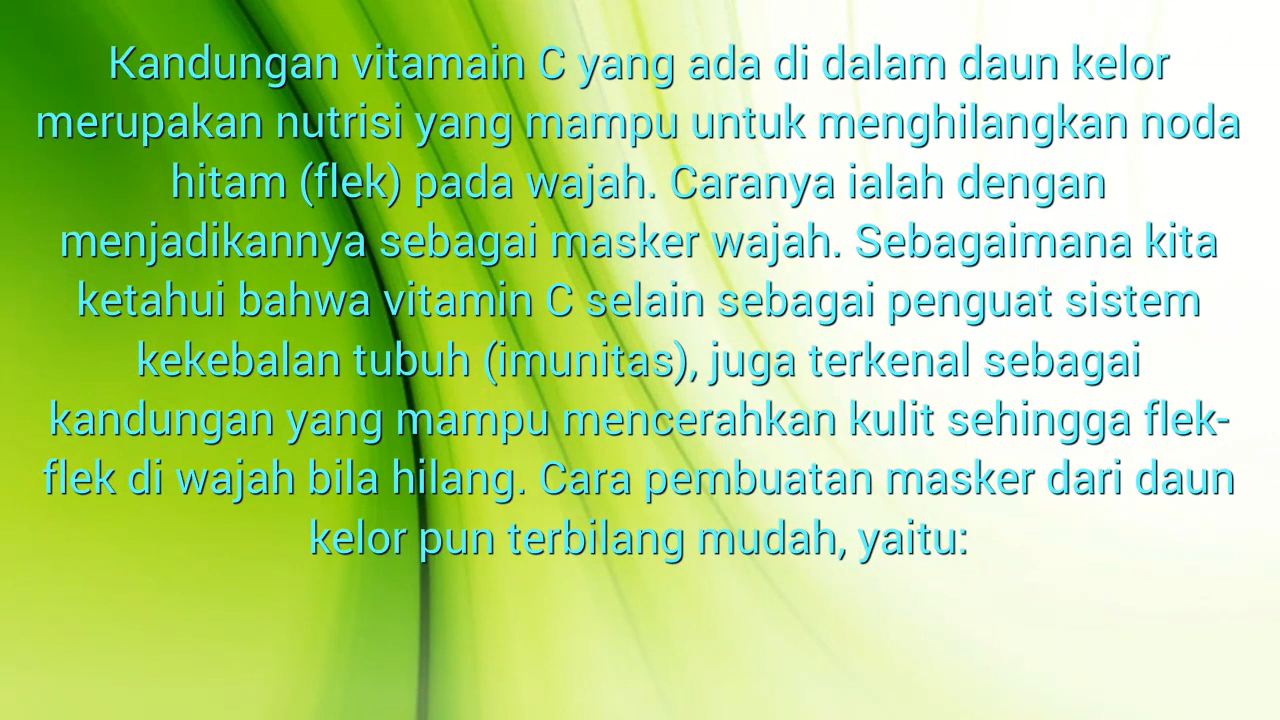 Kandungan vitamain C yang ada di dalam daun kelor
merupakan nutrisi yang mampu untuk menghilangkan noda
hitam (flek) pada wajah. Caranya ialah dengan
menjadikannya sebagai masker wajah. Sebagaimana kita
ketahui bahwa vitamin C selain sebagai penguat sistem
kekebalan tubuh (imunitas), juga terkenal sebagai
kandungan yang mampu mencerahkan kulit sehingga flek-
flek di wajah bila hilang. Cara pembuatan masker dari daun
kelor pun terbilang mudah, yaitu: